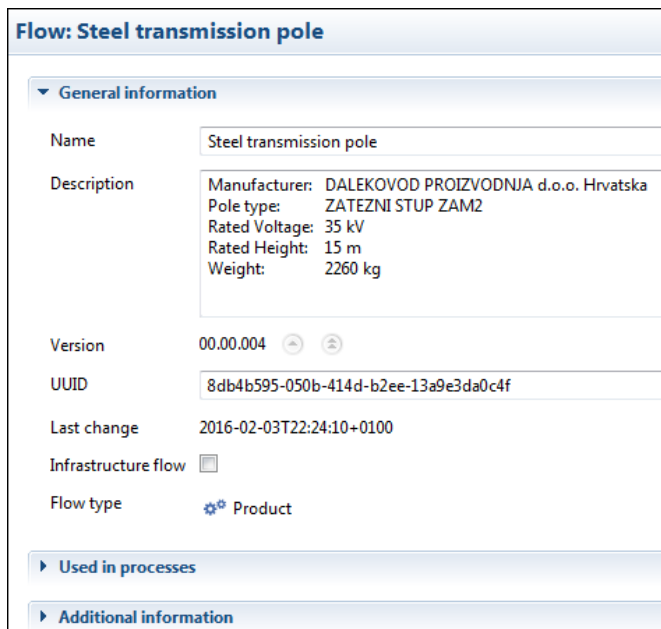 Flow: Steel transmission pole
General information
Name Steel transmission pole
Description Manufacturer: DALEKOVOD PROIZVODNJA d.o.o. Hrvatska
Pole type: ZATEZNI STUP ZAM2
Rated Voltage: 35 kV
Rated Height: 15 m
Weight: 2260 kg
Version 00.00.004
UUID 8db4b595-050b-414d-b2ee-13a9e3da0c4f
Last change 2016-02-03T22:24:10+0100
Infrastructure flow
Flow type Product
Used in processes
Additional information